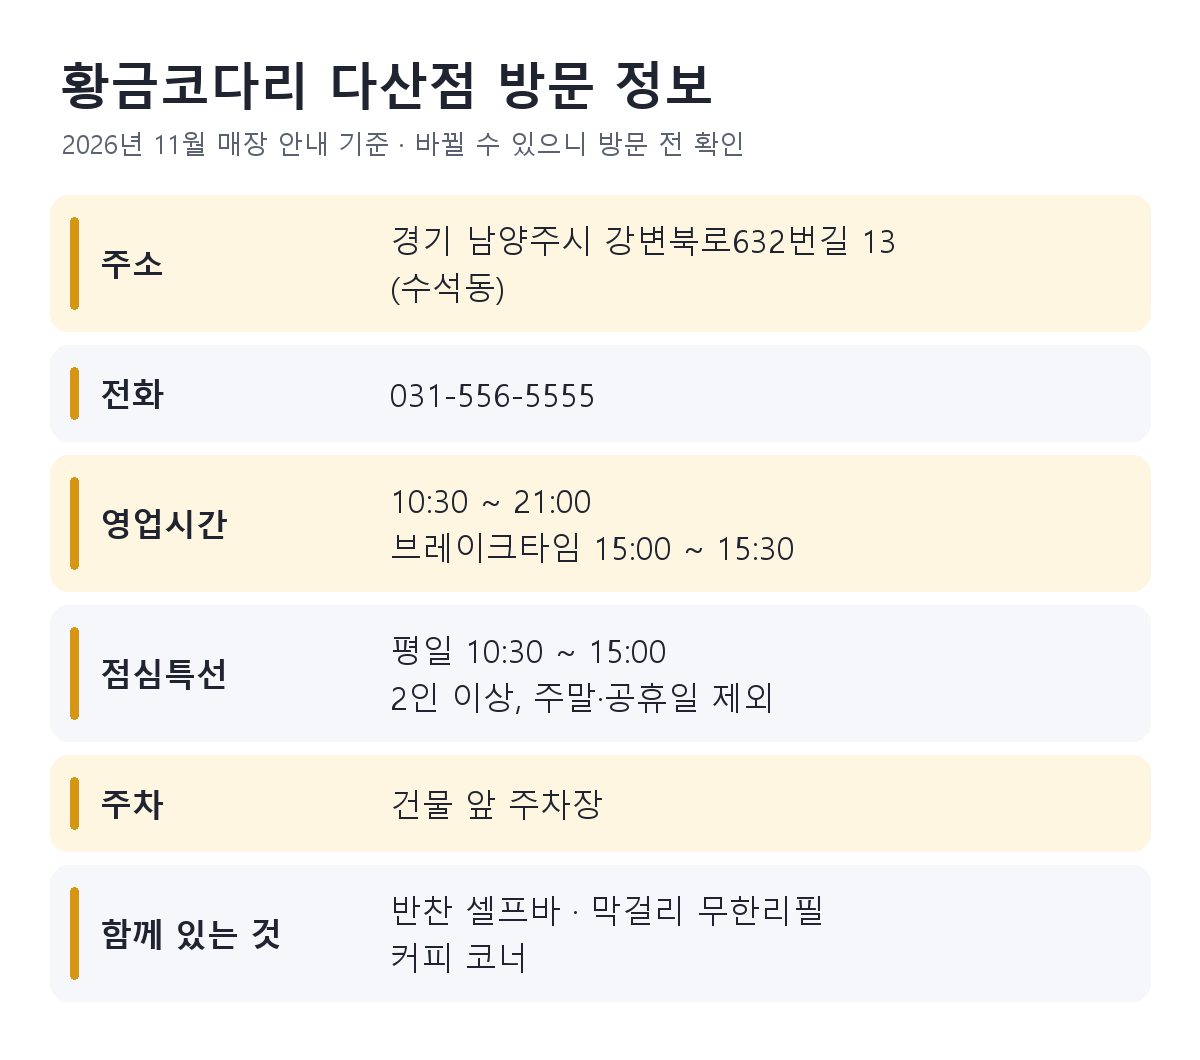 황금코다리 다산점 방문 정보
2026년 11월 매장 안내 기준 · 바뀔 수 있으니 방문 전 확인
주소
경기 남양주시 강변북로632번길 13
(수석동)
전화
031-556-5555
영업시간
10:30 ~ 21:00
브레이크타임 15:00 ~ 15:30
점심특선
평일 10:30 ~ 15:00
2인 이상, 주말·공휴일 제외
주차
건물 앞 주차장
함께 있는 것
반찬 셀프바 · 막걸리 무한리필
커피 코너